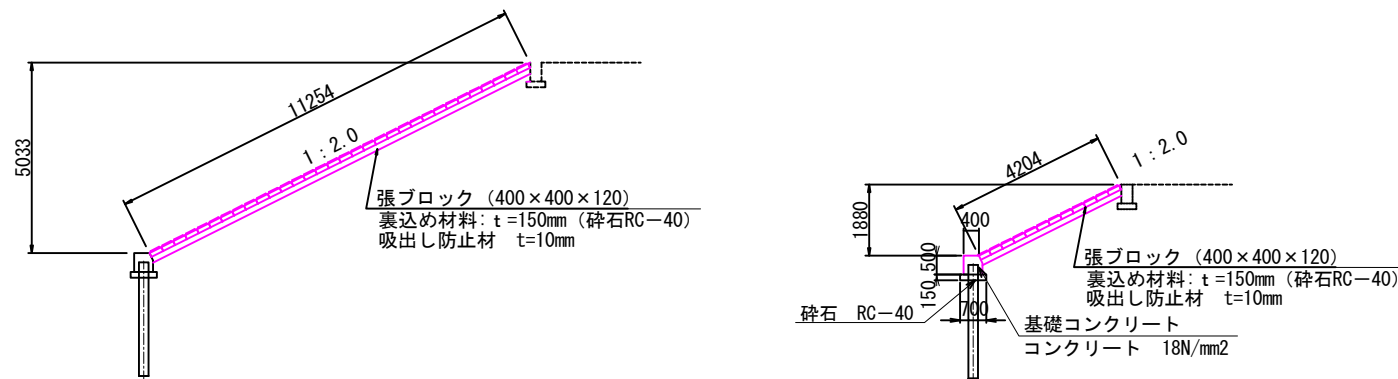 11254
5033
1：2.0
張ブロック（400×400×120）
裏込め材料：ｔ=150mm（砕石RC－40）
吸出し防止材　t=10mm
4204
1：2.0
1880
400
500
150
700
張ブロック（400×400×120）
裏込め材料：ｔ=150mm（砕石RC－40）
吸出し防止材　t=10mm
砕石　RC－40
基礎コンクリート
コンクリート　18N/mm2